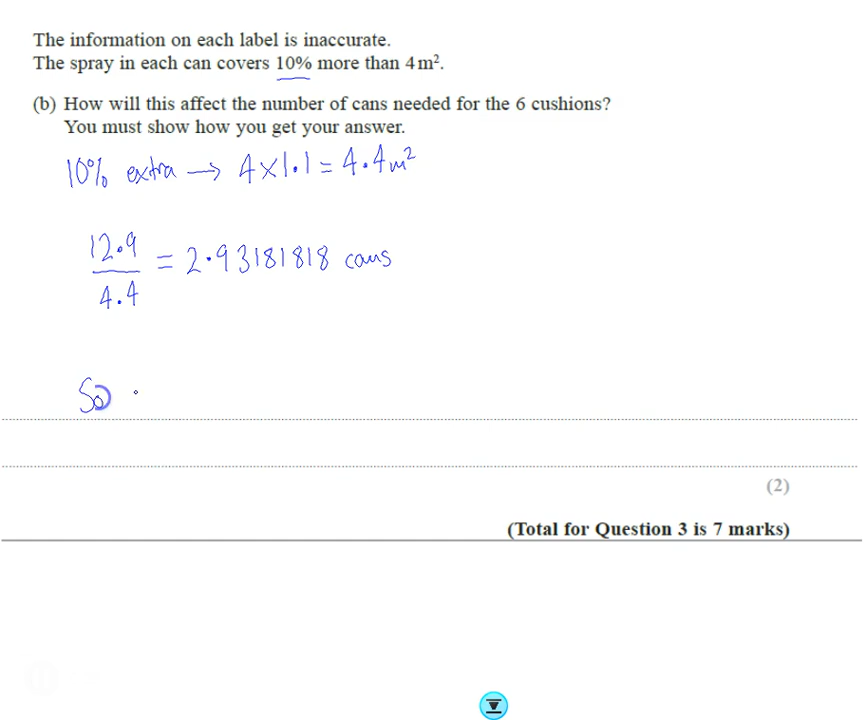 The information on each label is inaccurate.
The spray in each can covers 10% more than 4 m².
(b) How will this affect the number of cans needed for the 6 cushions?
You must show how you get your answer.
10% extra → 4 × 1.1 = 4.4 m²
12.9
4.4
= 2.93181818 cans
So
(2)
(Total for Question 3 is 7 marks)